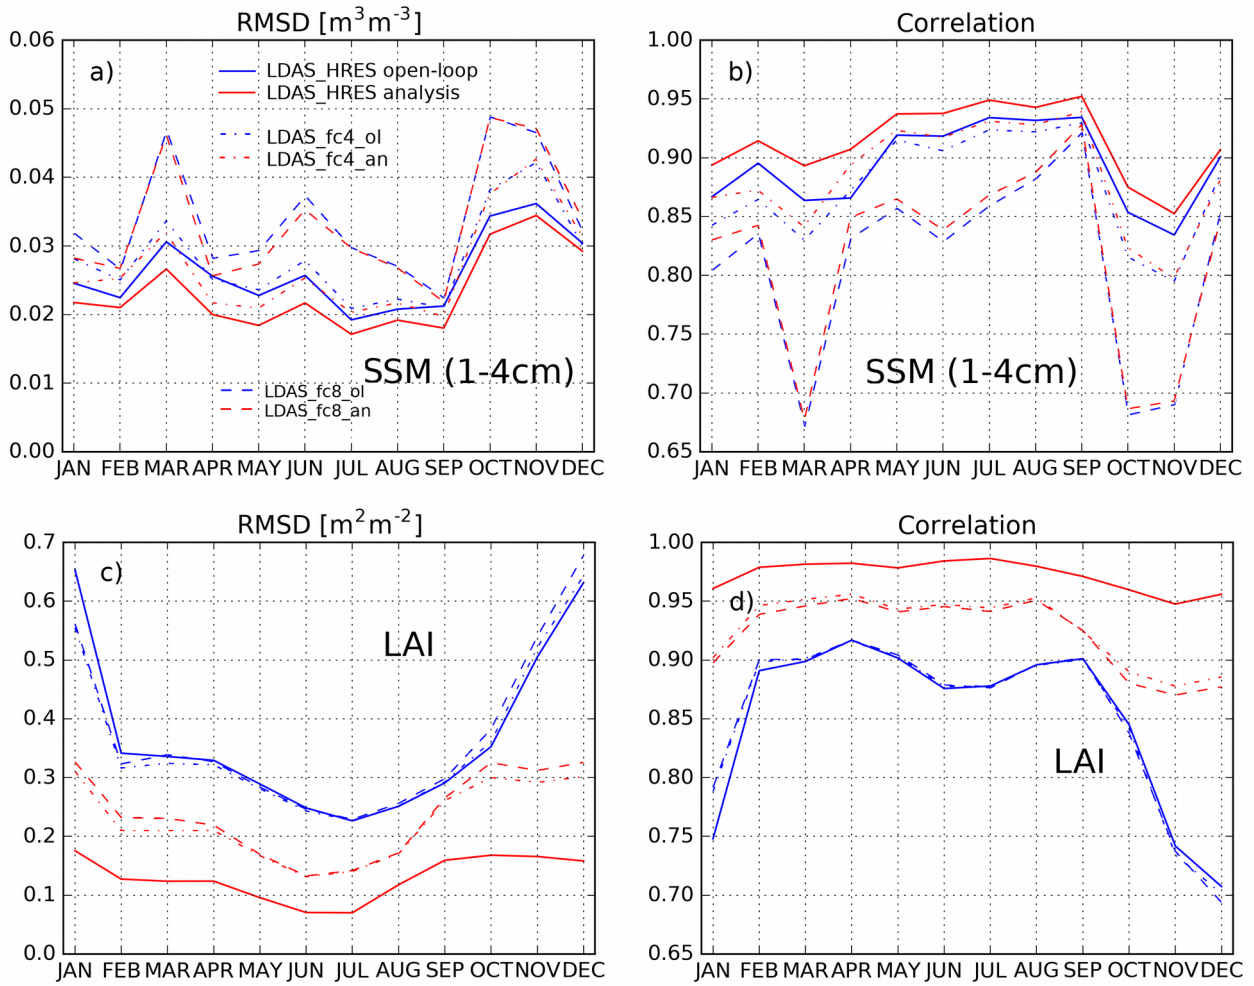 RMSD [m³m⁻³]
0.06
0.05
0.04
0.03
0.02
0.01
0.00
a)
LDAS_HRES open-loop
LDAS_HRES analysis
LDAS_fc4_ol
LDAS_fc4_an
SSM (1-4cm)
LDAS_fc8_ol
LDAS_fc8_an
JAN FEB MAR APR MAY JUN JUL AUG SEP OCT NOV DEC
Correlation
1.00
0.95
0.90
0.85
0.80
0.75
0.70
0.65
b)
SSM (1-4cm)
JAN FEB MAR APR MAY JUN JUL AUG SEP OCT NOV DEC
RMSD [m²m⁻²]
0.7
0.6
0.5
0.4
0.3
0.2
0.1
0.0
c)
LAI
JAN FEB MAR APR MAY JUN JUL AUG SEP OCT NOV DEC
Correlation
1.00
0.95
0.90
0.85
0.80
0.75
0.70
0.65
d)
LAI
JAN FEB MAR APR MAY JUN JUL AUG SEP OCT NOV DEC